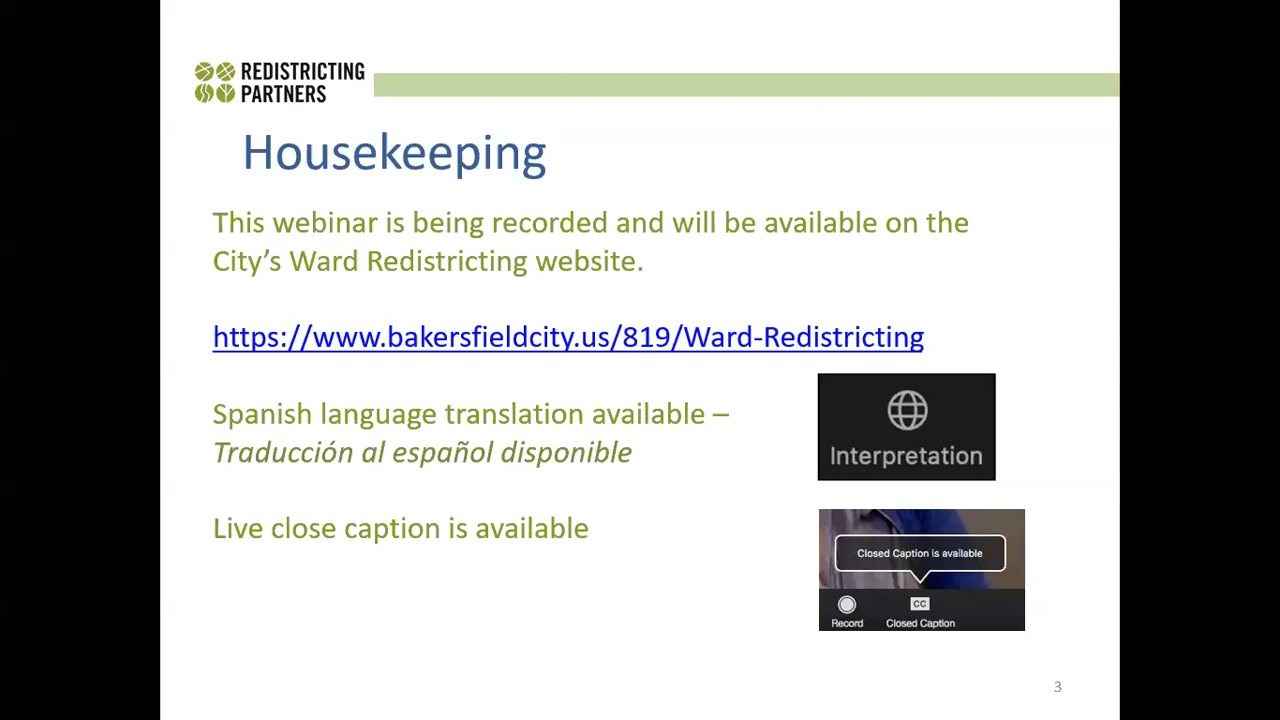 REDISTRICTING
PARTNERS
Housekeeping
This webinar is being recorded and will be available on the
City’s Ward Redistricting website.
https://www.bakersfieldcity.us/819/Ward-Redistricting
Spanish language translation available –
Traducción al español disponible
Interpretation
Live close caption is available
Closed Caption is available
CC
Record
Closed Caption
3